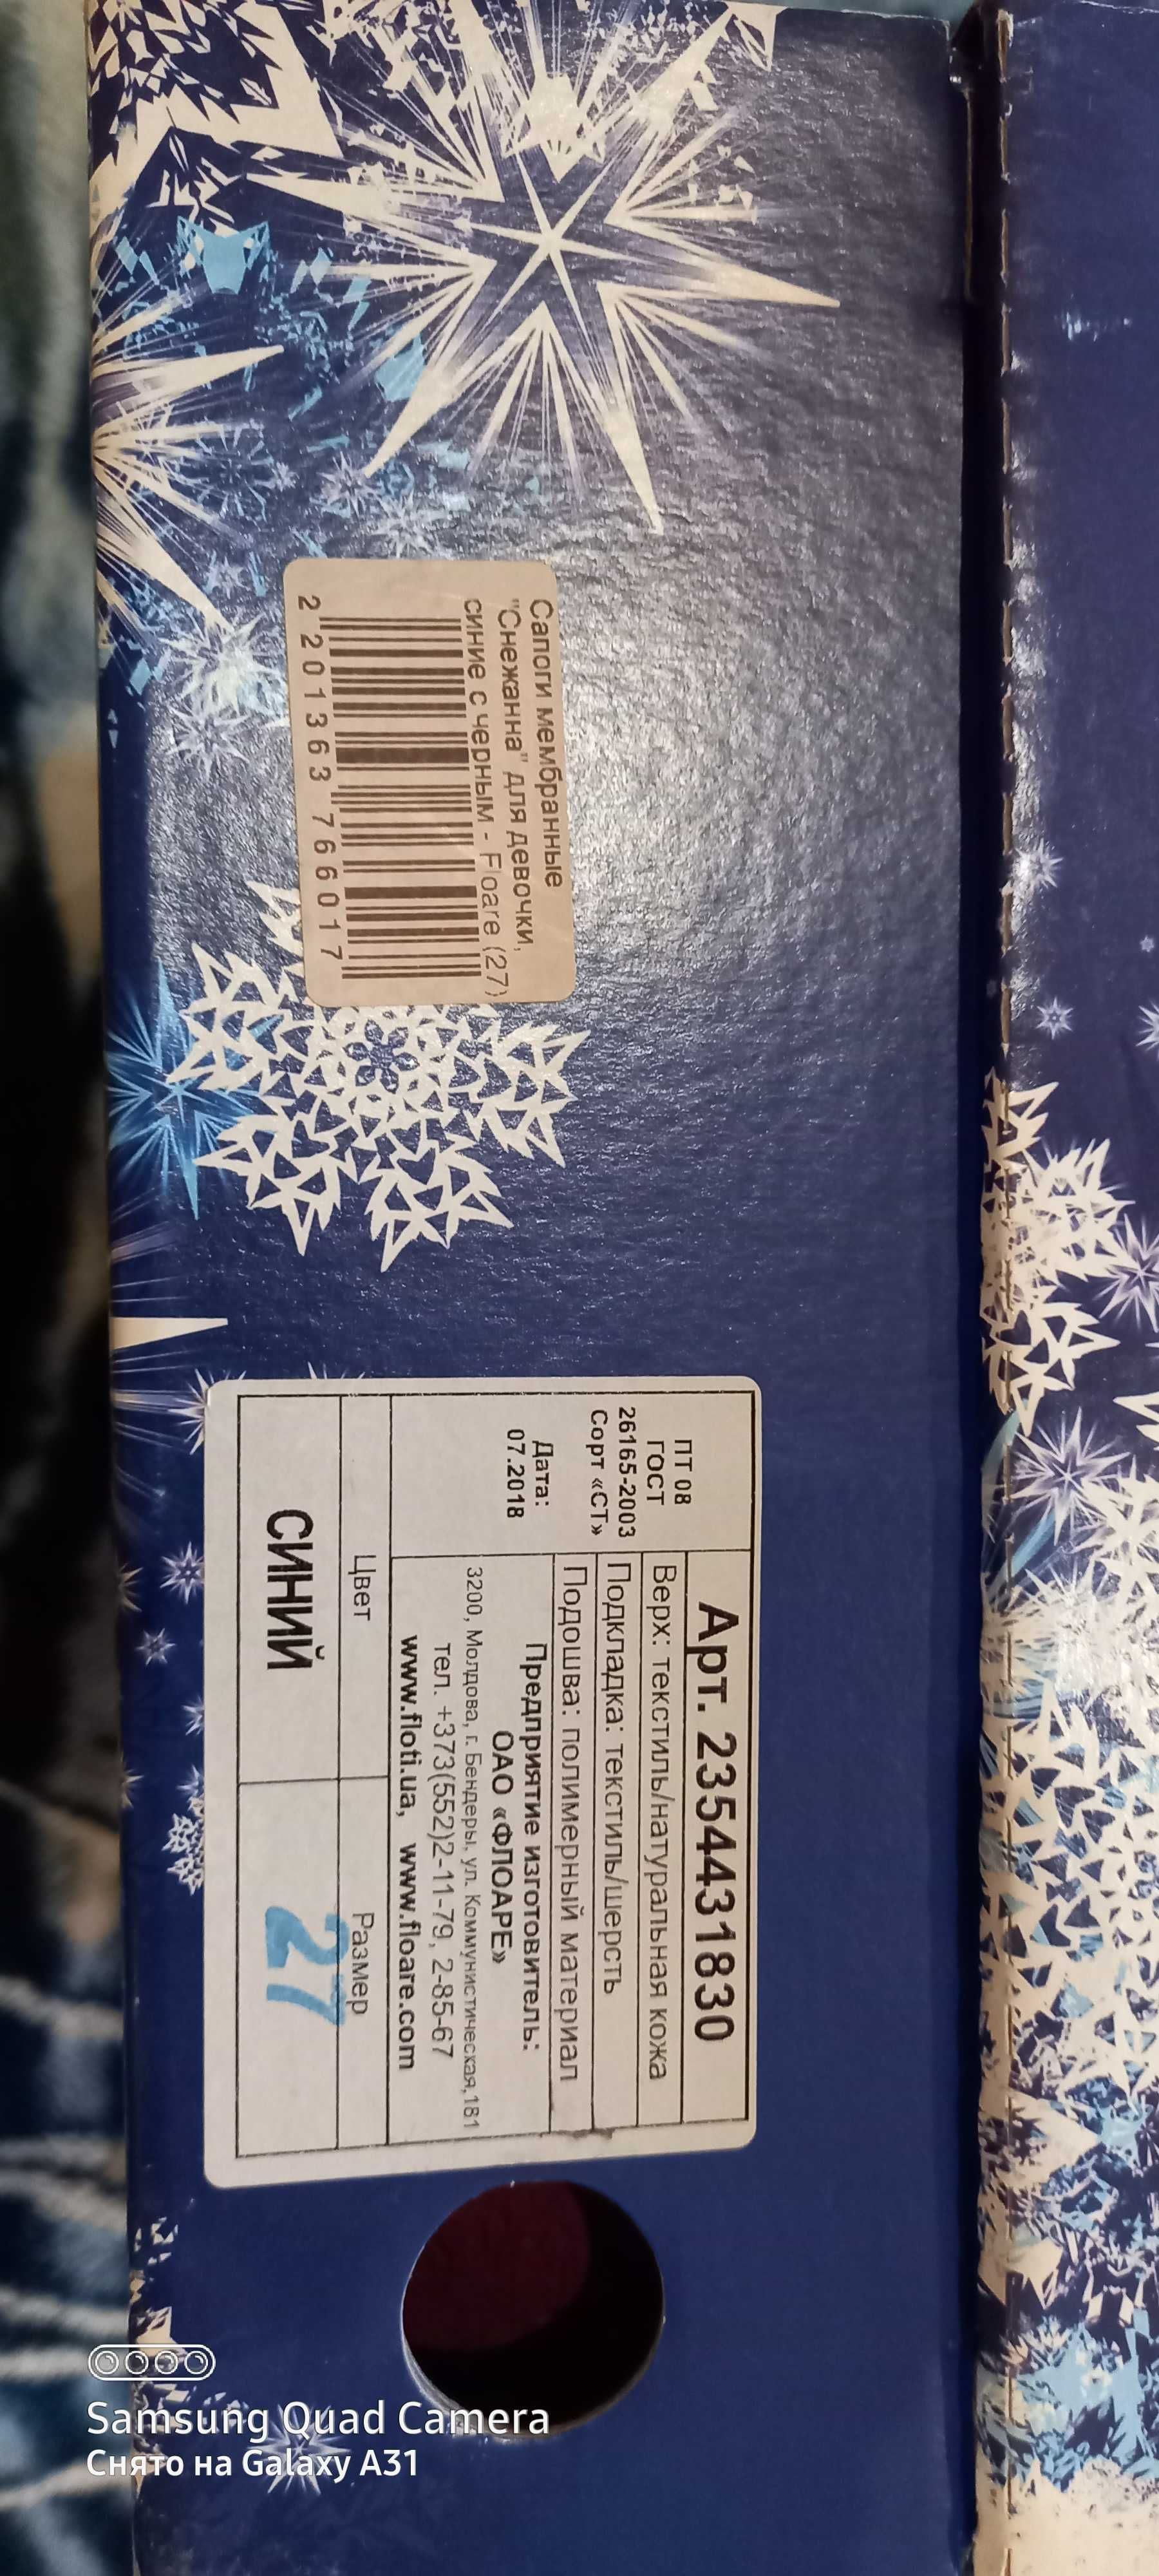 Сапоги мембранные
"Снежанна" для девочки,
синие с черным - Floare (27)
2 201363 766017
ПТ 08
ГОСТ
26165-2003
Сорт «СТ»
Дата:
07.2018
Арт. 2354431830
Верх: текстиль/натуральная кожа
Подкладка: текстиль/шерсть
Подошва: полимерный материал
Предприятие изготовитель:
ОАО «ФЛОАРЕ»
3200, Молдова, г. Бендеры, ул. Коммунистическая,181
тел. +373(552)2-11-79, 2-85-67
www.floti.ua, www.floare.com
Цвет Размер
СИНИЙ 27
Samsung Quad Camera
Снято на Galaxy A31